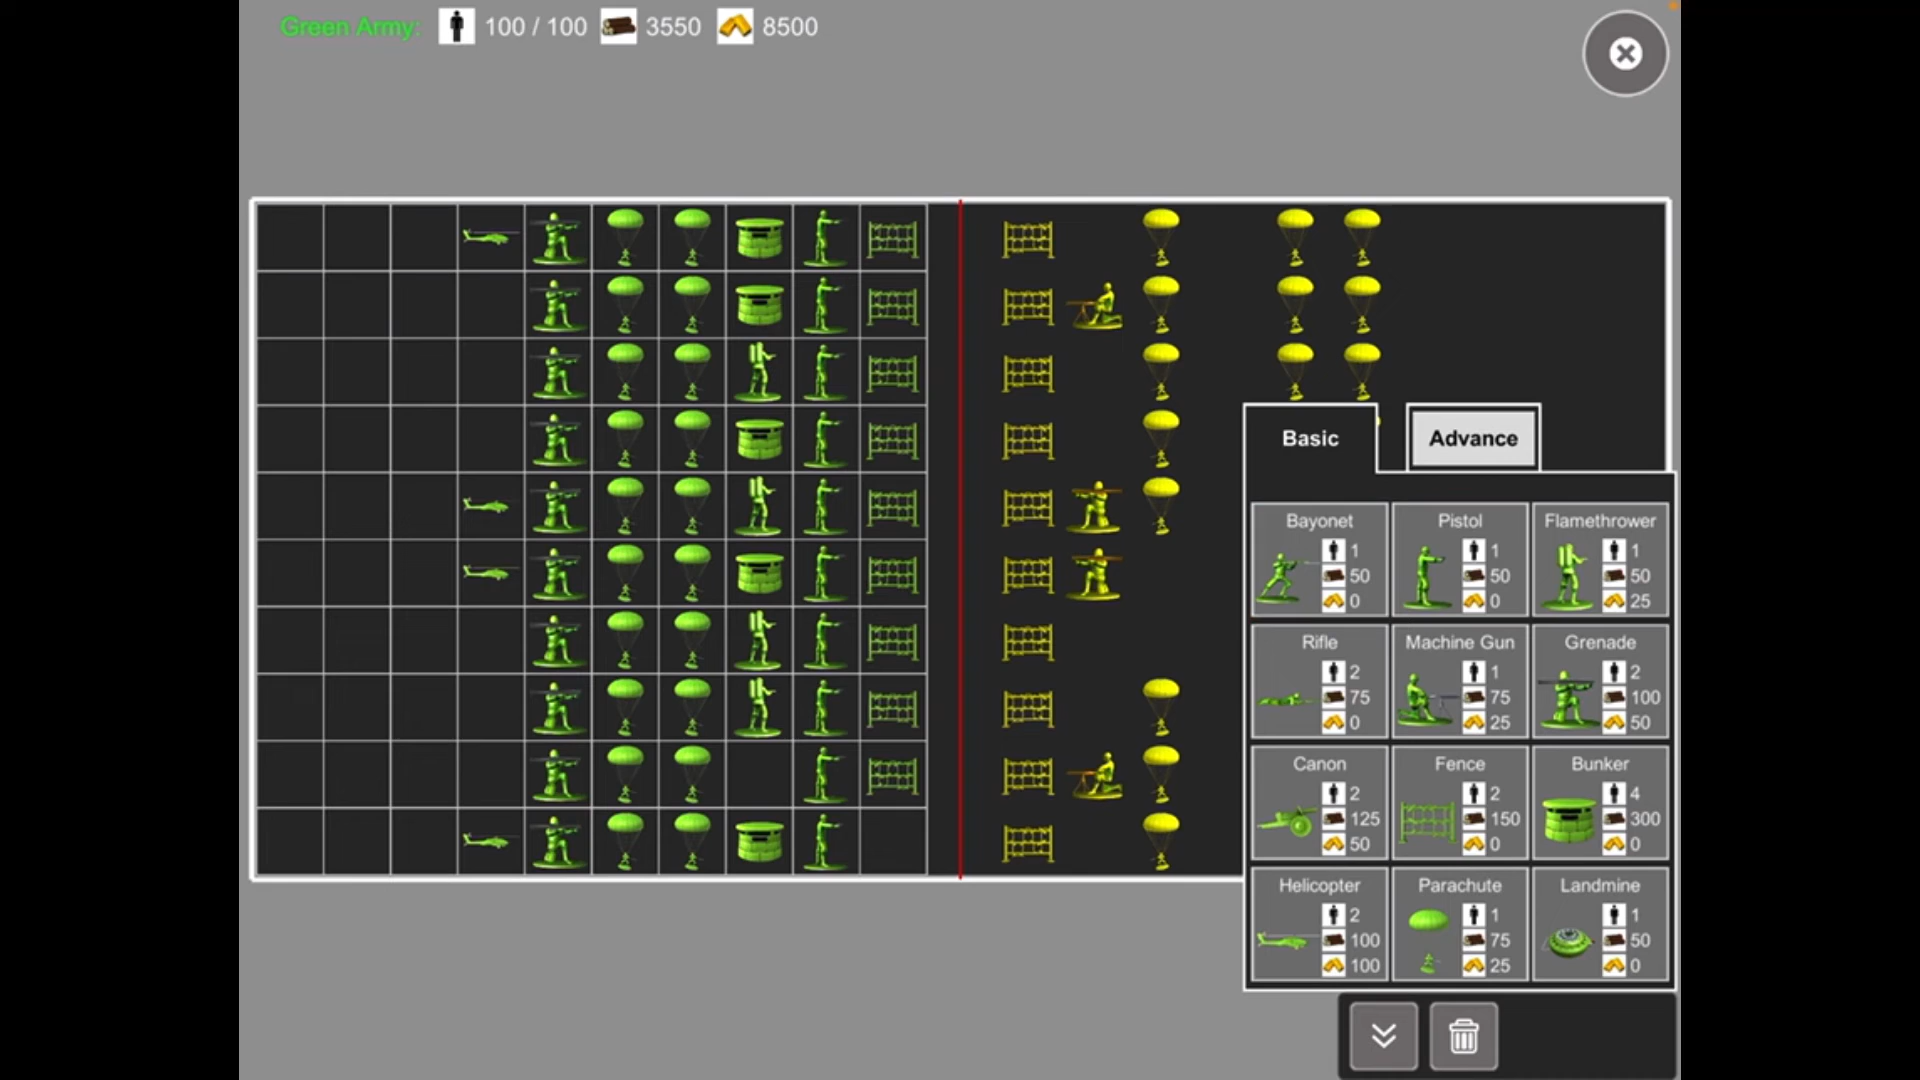 Green Army: 100 / 100 3550 8500
Basic Advance
Bayonet Pistol Flamethrower
1 1 1
50 50 50
0 0 25
Rifle Machine Gun Grenade
2 1 2
75 75 100
0 25 50
Canon Fence Bunker
2 2 4
125 150 300
50 0 0
Helicopter Parachute Landmine
2 1 1
100 75 50
100 25 0